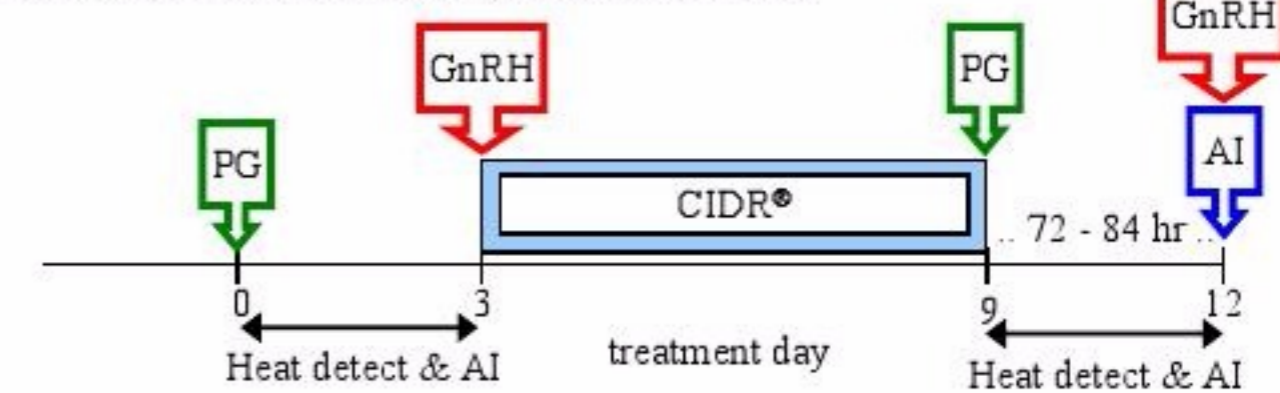 GnRH
PG
GnRH
PG
AI
CIDR®
72 - 84 hr
0
3
9
12
Heat detect & AI
treatment day
Heat detect & AI